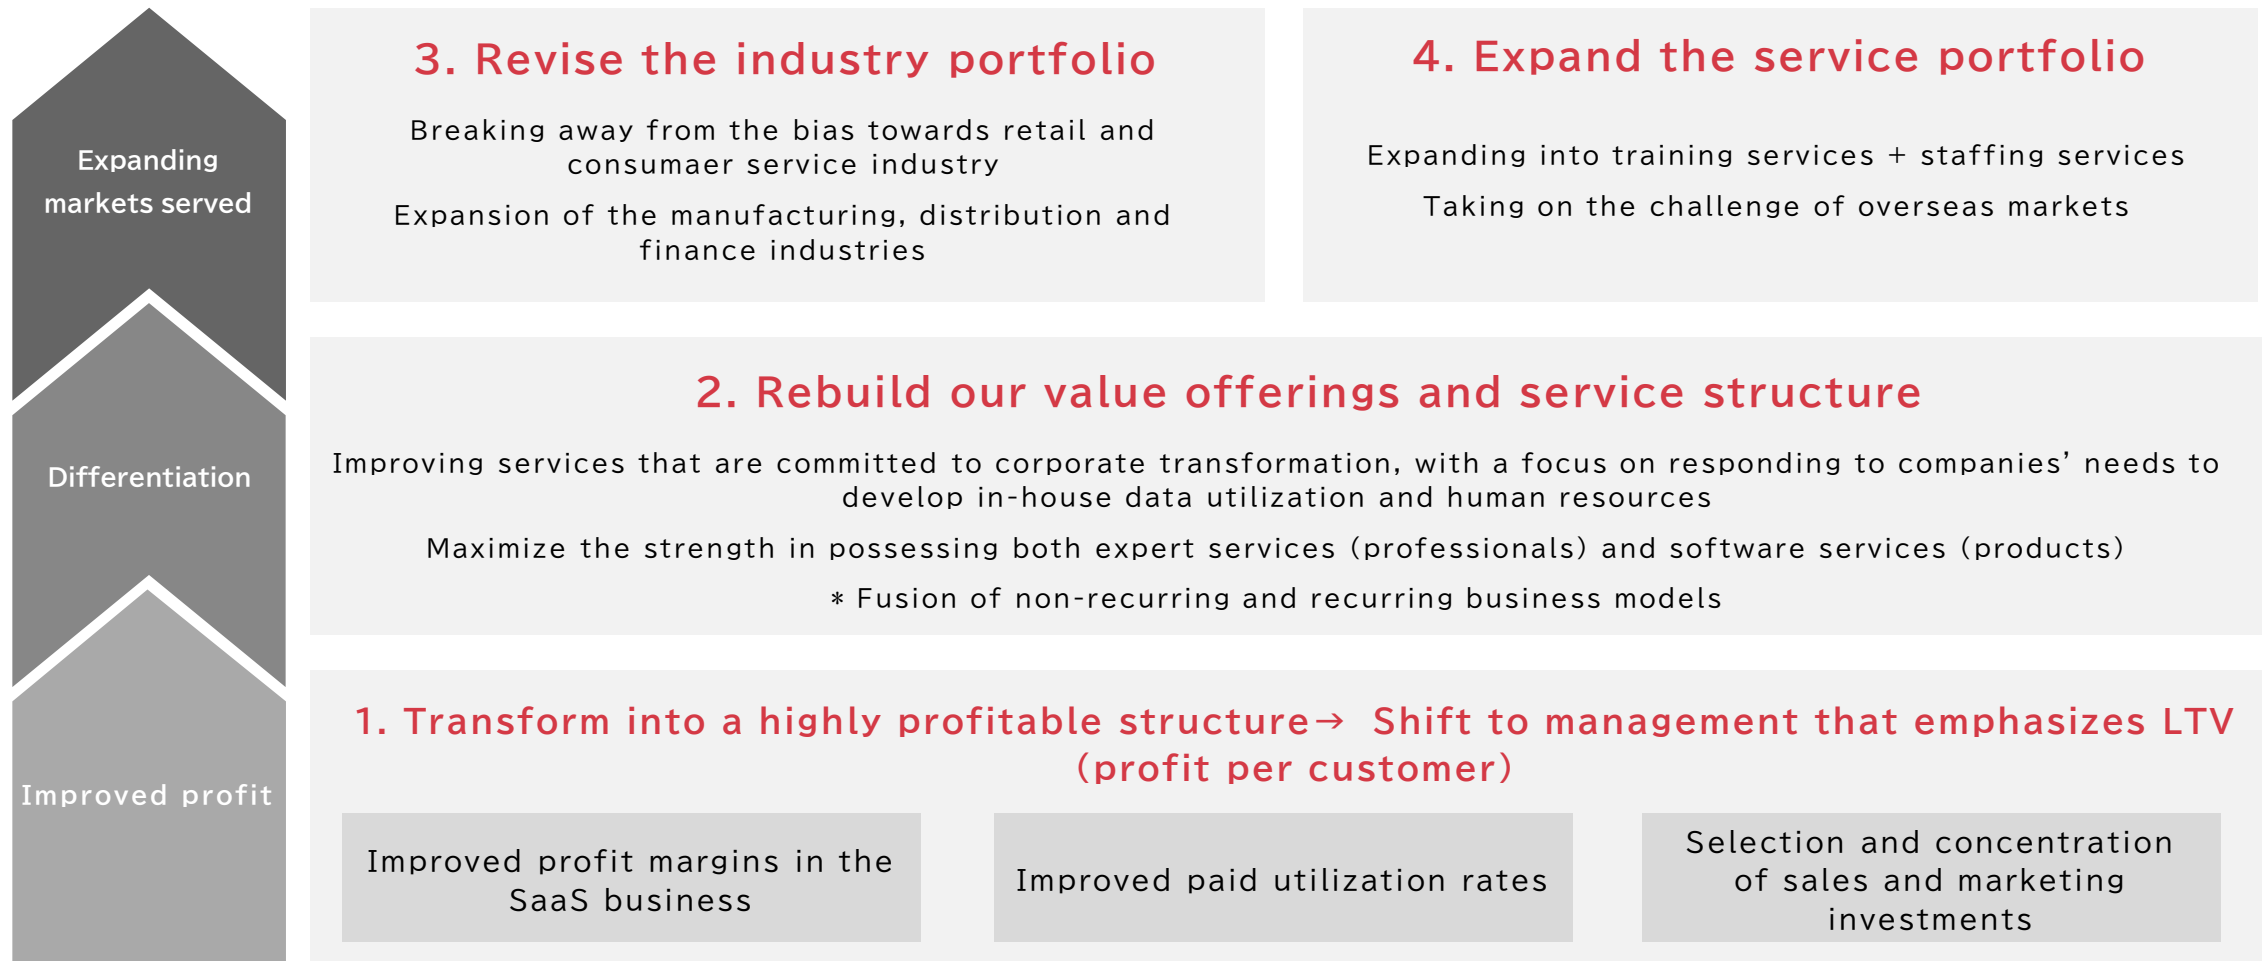 Expanding
markets served
3. Revise the industry portfolio
Breaking away from the bias towards retail and
consumaer service industry
Expansion of the manufacturing, distribution and
finance industries
4. Expand the service portfolio
Expanding into training services + staffing services
Taking on the challenge of overseas markets
Differentiation
2. Rebuild our value offerings and service structure
Improving services that are committed to corporate transformation, with a focus on responding to companies’ needs to
develop in-house data utilization and human resources
Maximize the strength in possessing both expert services (professionals) and software services (products)
* Fusion of non-recurring and recurring business models
Improved profit
1. Transform into a highly profitable structure→ Shift to management that emphasizes LTV
(profit per customer)
Improved profit margins in the
SaaS business
Improved paid utilization rates
Selection and concentration
of sales and marketing
investments